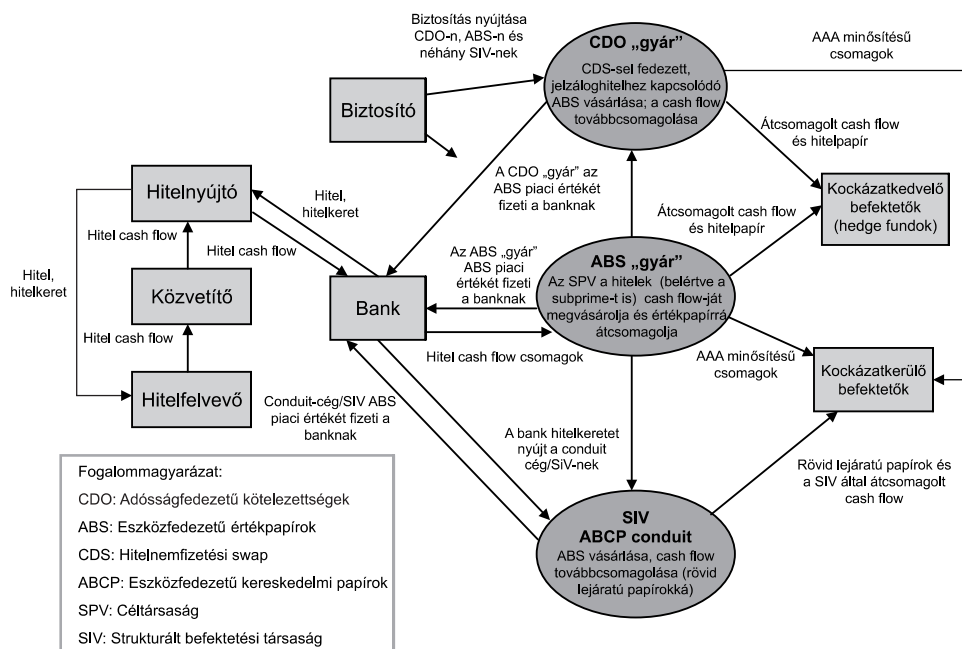 Biztosítás nyújtása
CDO-n, ABS-n és
néhány SIV-nek
CDO „gyár”
CDS-sel fedezett,
jelzáloghitelhez kapcsolódó
ABS vásárlása; a cash flow
továbbcsomagolása
AAA minősítésű
csomagok
Biztosító
Átcsomagolt cash flow
és hitelpapír
A CDO „gyár” az
ABS piaci értékét
fizeti a banknak
Hitelnyújtó
Hitel,
hitelkeret
Kockázatkedvelő
befektetők
(hedge fundok)
Átcsomagolt cash flow
és hitelpapír
Hitel cash flow
Hitel cash flow
Hitel,
hitelkeret
Közvetítő
Az ABS „gyár”
ABS piaci
értékét fizeti
a banknak
ABS „gyár”
Az SPV a hitelek (belértve a
subprime-t is) cash flow-ját
megvásárolja és értékpapírrá
átcsomagolja
Bank
Hitel cash flow
Hitel cash flow csomagok
AAA minősítésű
csomagok
Kockázatkerülő
befektetők
Hitelfelvevő
Conduit-cég/SIV ABS
piaci értékét fizeti a
banknak
A bank hitelkeretet
nyújt a conduit
cég/SiV-nek
Rövid lejáratú papírok és
a SIV által átcsomagolt
cash flow
SIV
ABCP conduit
ABS vásárlása, cash flow
továbbcsomagolása (rövid
lejáratú papírokká)
Fogalommagyarázat:
CDO: Adósságfedezetű kötelezettségek
ABS: Eszközfedezetű értékpapírok
CDS: Hitelnemfizetési swap
ABCP: Eszközfedezetű kereskedelmi papírok
SPV: Céltársaság
SIV: Strukturált befektetési társaság